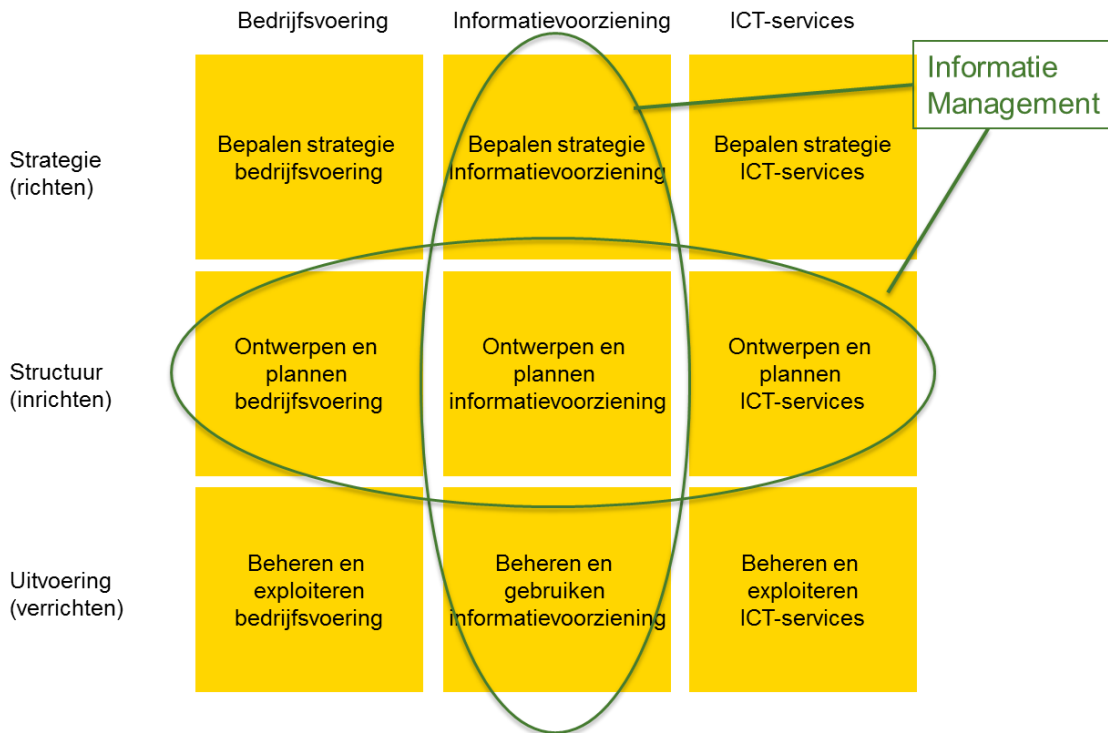 Bedrijfsvoering
Informatievoorziening
ICT-services
Informatie
Management
Strategie
(richten)
Bepalen strategie
bedrijfsvoering
Bepalen strategie
Informatievoorziening
Bepalen strategie
ICT-services
Structuur
(inrichten)
Ontwerpen en
plannen
bedrijfsvoering
Ontwerpen en
plannen
informatievoorziening
Ontwerpen en
plannen
ICT-services
Uitvoering
(verrichten)
Beheren en
exploiteren
bedrijfsvoering
Beheren en
gebruiken
informatievoorziening
Beheren en
exploiteren
ICT-services